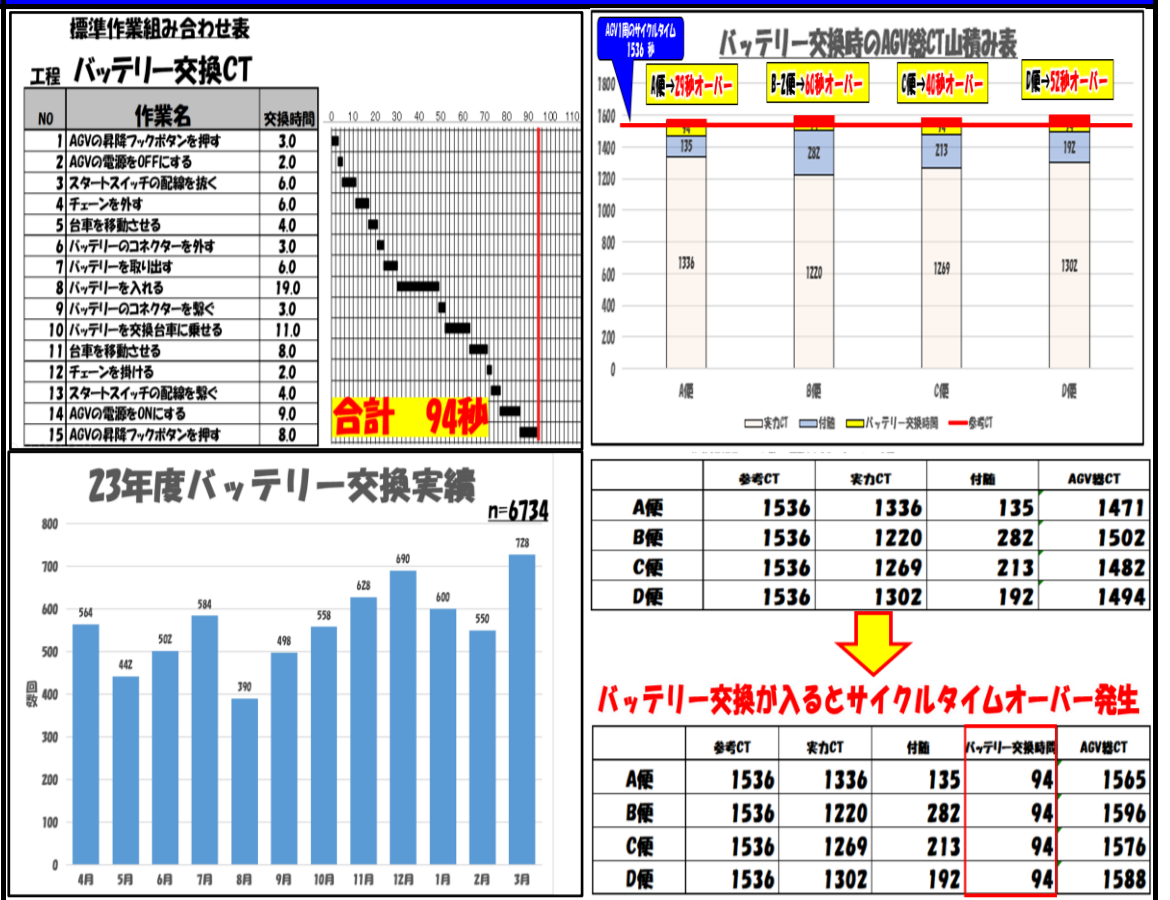 標準作業組み合わせ表
工程 バッテリー交換CT
NO 作業名 交換時間 0 10 20 30 40 50 60 70 80 90 100 110
1 AGVの昇降フックボタンを押す 3.0
2 AGVの電源をOFFにする 2.0
3 スタートスイッチの配線を抜く 6.0
4 チェーンを外す 6.0
5 台車を移動させる 4.0
6 バッテリーのコネクターを外す 3.0
7 バッテリーを取り出す 6.0
8 バッテリーを入れる 19.0
9 バッテリーのコネクターを繋ぐ 3.0
10 バッテリーを交換台車に乗せる 11.0
11 台車を移動させる 8.0
12 チェーンを掛ける 2.0
13 スタートスイッチの配線を繋ぐ 4.0
14 AGVの電源をONにする 9.0
15 AGVの昇降フックボタンを押す 8.0
合計 94秒
AGV1周のサイクルタイム
1536 秒
バッテリー交換時のAGV総CT山積み表
A便→29秒オーバー B-2便→60秒オーバー C便→40秒オーバー D便→52秒オーバー
1800
1600
1400
1200
1000
800
600
400
200
0
94 94 94
135 282 213 192
1336 1220 1269 1302
A便 B便 C便 D便
実力CT 付随 バッテリー交換時間 参考CT
23年度バッテリー交換実績
n=6734
回数
800
700
600
500
400
300
200
100
0
564 442 502 584 390 498 558 628 690 600 550 728
4月 5月 6月 7月 8月 9月 10月 11月 12月 1月 2月 3月
参考CT 実力CT 付随 AGV総CT
A便 1536 1336 135 1471
B便 1536 1220 282 1502
C便 1536 1269 213 1482
D便 1536 1302 192 1494
バッテリー交換が入るとサイクルタイムオーバー発生
参考CT 実力CT 付随 バッテリー交換時間 AGV総CT
A便 1536 1336 135 94 1565
B便 1536 1220 282 94 1596
C便 1536 1269 213 94 1576
D便 1536 1302 192 94 1588